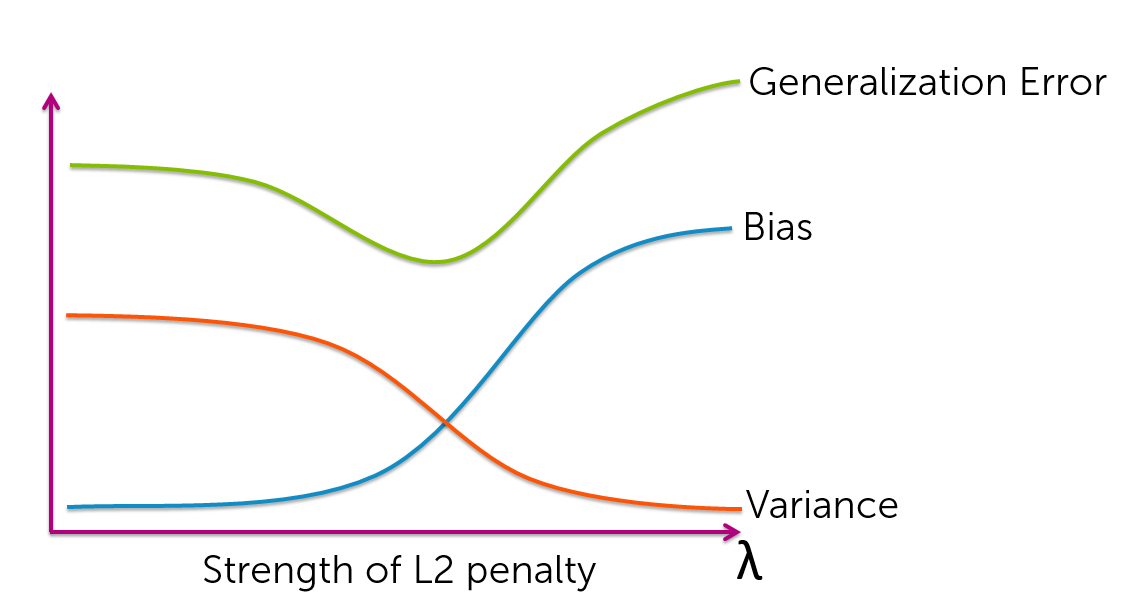 Generalization Error
Bias
Variance
Strength of L2 penalty
λ